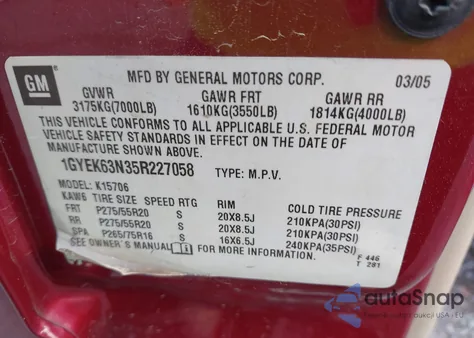 GM
MFD BY GENERAL MOTORS CORP. 03/05
GVWR GAWR FRT GAWR RR
3175KG(7000LB) 1610KG(3550LB) 1814KG(4000LB)
THIS VEHICLE CONFORMS TO ALL APPLICABLE U.S. FEDERAL MOTOR
VEHICLE SAFETY STANDARDS IN EFFECT ON THE DATE OF
MANUFACTURE SHOWN ABOVE.
1GYEK63N35R227058 TYPE: M.P.V.
MODEL: K15706
KAW6 TIRE SIZE SPEED RTG RIM COLD TIRE PRESSURE
FRT P275/55R20 S 20X8.5J 210KPA(30PSI)
RR P275/55R20 S 20X8.5J 210KPA(30PSI)
SPA P265/75R16 S 16X6.5J 240KPA(35PSI)
SEE OWNER'S MANUAL FOR MORE INFORMATION.
F 446
T 281
autoSnap